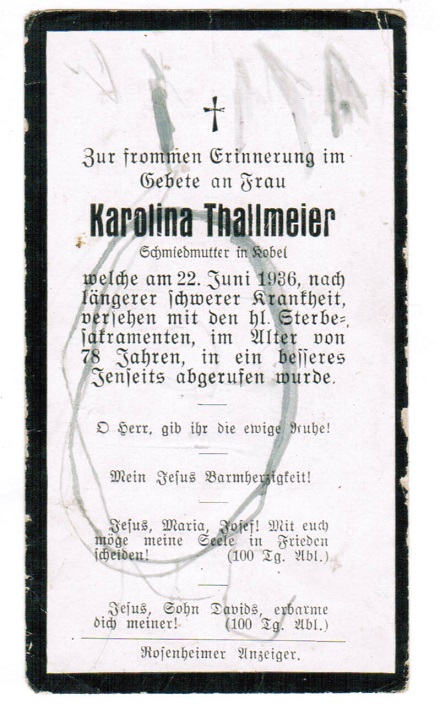 Zur frommen Erinnerung im
Gebete an Frau
Karolina Thallmeier
Schmiedmutter in Kobel
welche am 22. Juni 1936, nach
längerer schwerer Krankheit,
versehen mit den hl. Sterbe-
sakramenten, im Alter von
78 Jahren, in ein besseres
Jenseits abgerufen wurde.
O Herr, gib ihr die ewige Ruhe!
Mein Jesus Barmherzigkeit!
Jesus, Maria, Josef! Mit euch
möge meine Seele in Frieden
scheiden! (100 Tg. Abl.)
Jesus, Sohn Davids, erbarme
dich meiner! (100 Tg. Abl.)
Rosenheimer Anzeiger.